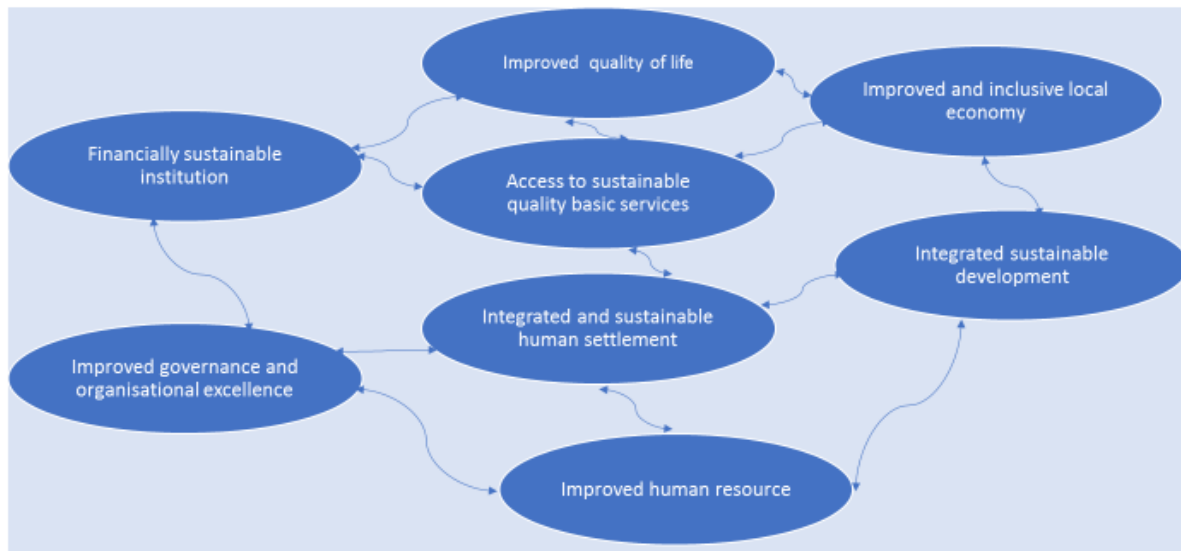 Improved quality of life
Improved and inclusive local
economy
Financially sustainable
institution
Access to sustainable
quality basic services
Integrated sustainable
development
Integrated and sustainable
human settlement
Improved governance and
organisational excellence
Improved human resource